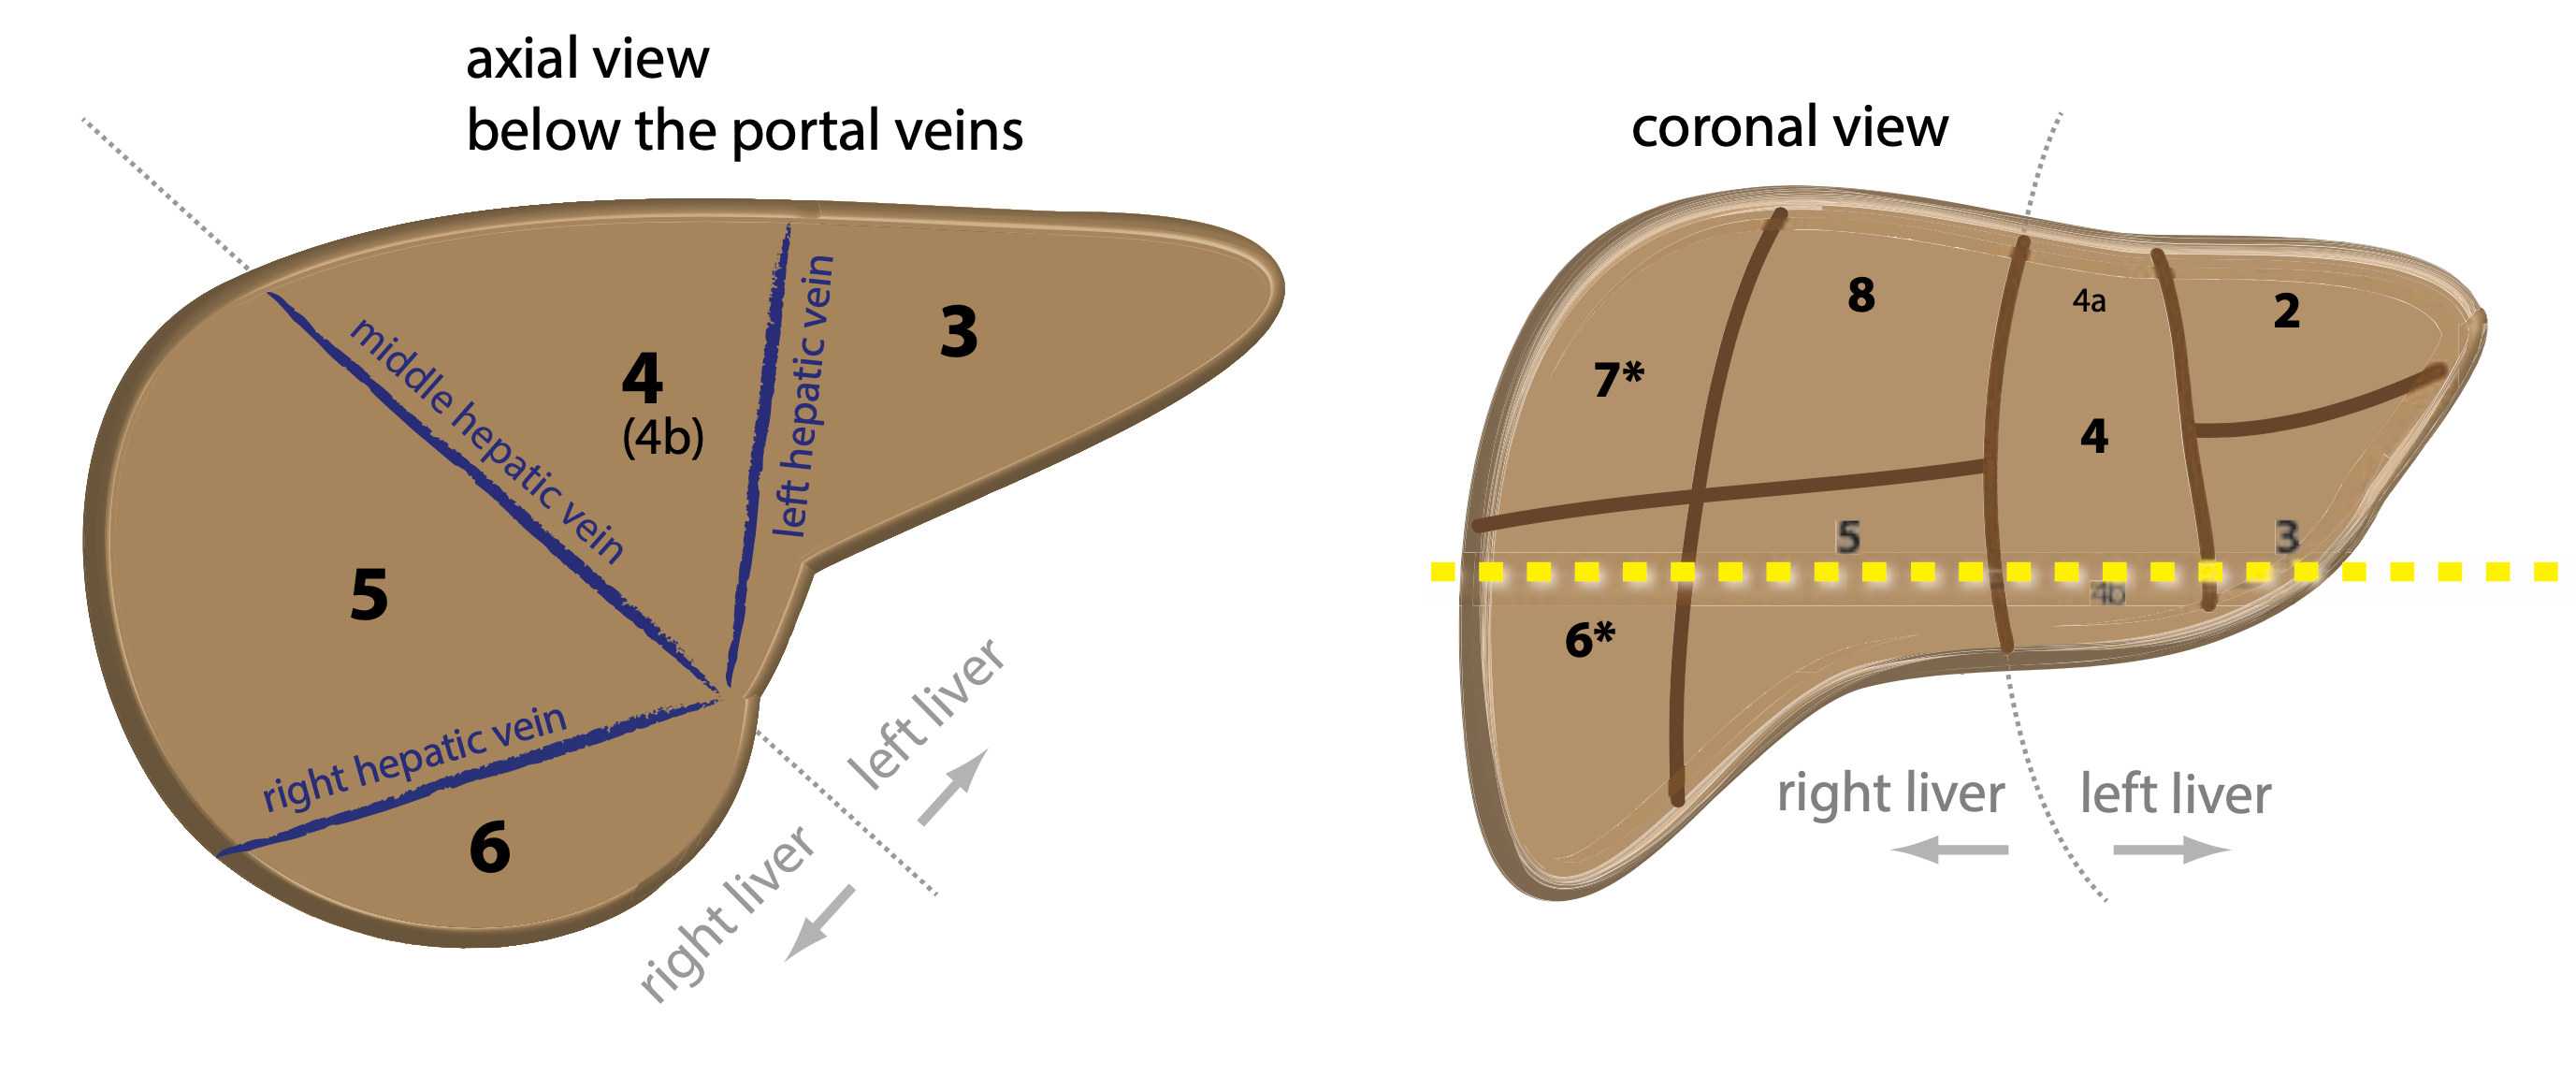 axial view
below the portal veins
middle hepatic vein
4
(4b)
left hepatic vein
3
5
right hepatic vein
6
left liver
right liver
coronal view
8
4a
2
7*
4
5
3
4b
6*
right liver
left liver